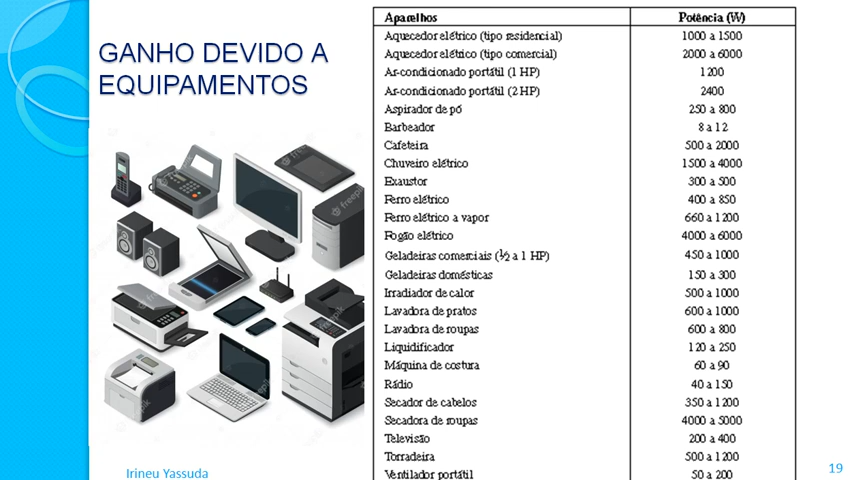 GANHO DEVIDO A
EQUIPAMENTOS
Aparelhos Potência (W)
Aquecedor elétrico (tipo residencial) 1000 a 1500
Aquecedor elétrico (tipo comercial) 2000 a 6000
Ar-condicionado portátil (1 HP) 1200
Ar-condicionado portátil (2 HP) 2400
Aspirador de pó 250 a 800
Barbeador 8 a 12
Cafeteira 500 a 2000
Chuveiro elétrico 1500 a 4000
Exaustor 300 a 500
Ferro elétrico 400 a 850
Ferro elétrico a vapor 660 a 1200
Fogão elétrico 4000 a 6000
Geladeiras comerciais (½ a 1 HP) 450 a 1000
Geladeiras domésticas 150 a 300
Irradiador de calor 500 a 1000
Lavadora de pratos 600 a 1000
Lavadora de roupas 600 a 800
Liquidificador 120 a 250
Máquina de costura 60 a 90
Rádio 40 a 150
Secador de cabelos 350 a 1200
Secadora de roupas 4000 a 5000
Televisão 200 a 400
Torradeira 500 a 1200
Ventilador portátil 50 a 200
Irineu Yassuda
19